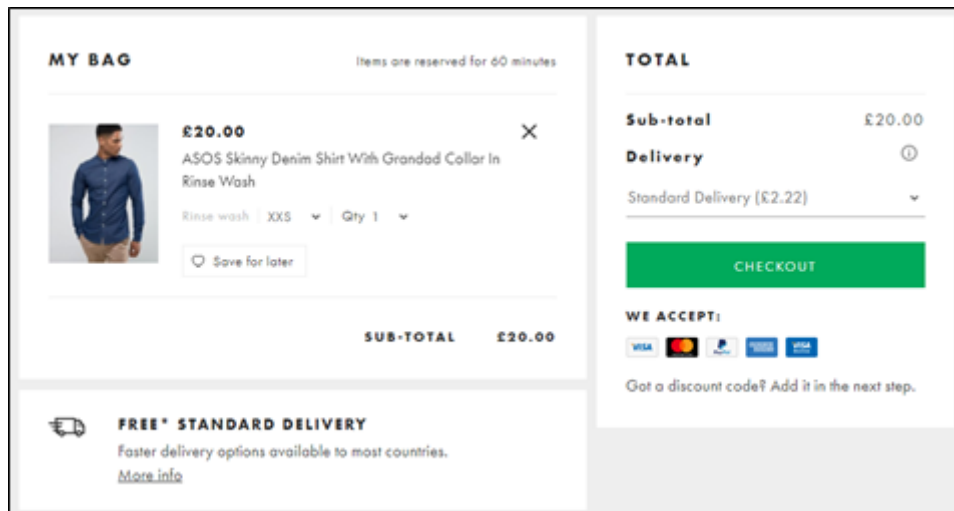 MY BAG
Items are reserved for 60 minutes
£20.00
ASOS Skinny Denim Shirt With Grandad Collar In
Rinse Wash
Rinse wash XXS Qty 1
Save for later
SUB-TOTAL £20.00
FREE* STANDARD DELIVERY
Faster delivery options available to most countries.
More info
TOTAL
Sub-total £20.00
Delivery
Standard Delivery (£2.22)
CHECKOUT
WE ACCEPT:
VISA
VISA
Got a discount code? Add it in the next step.